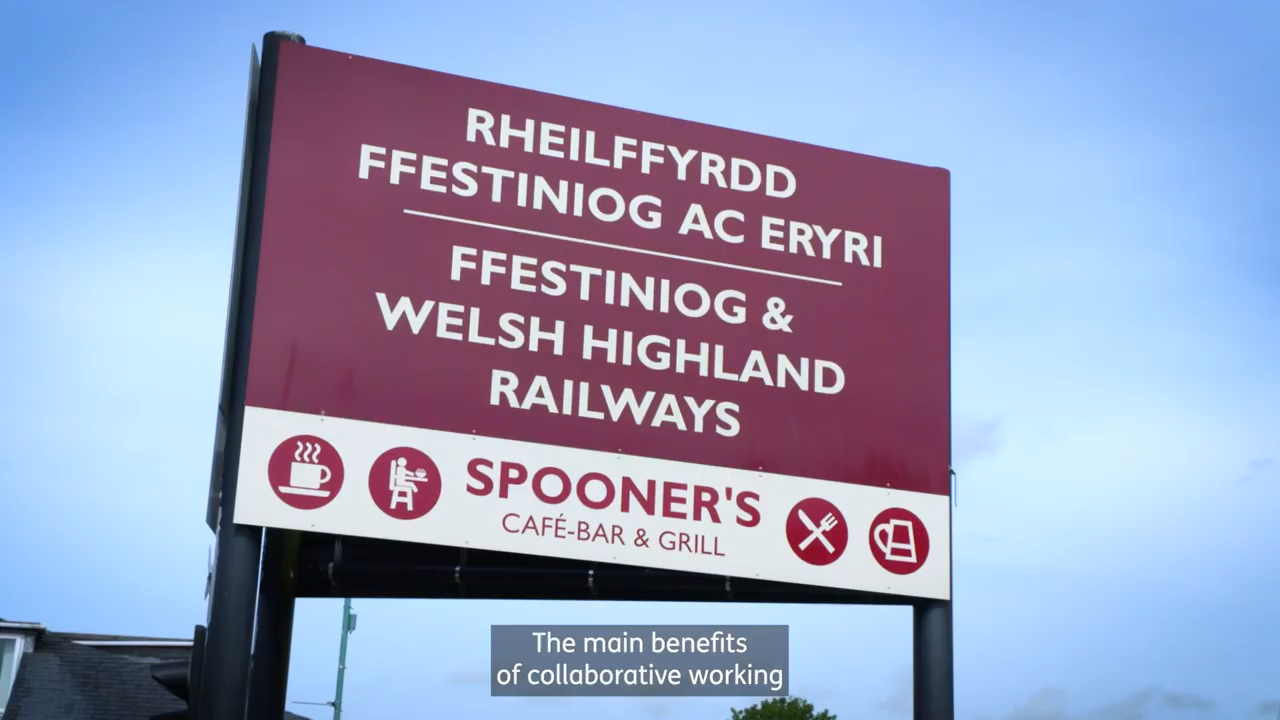 RHEILFFYRDD
FFESTINIOG AC ERYRI
FFESTINIOG &
WELSH HIGHLAND
RAILWAYS
SPOONER'S
CAFÉ-BAR & GRILL
The main benefits
of collaborative working